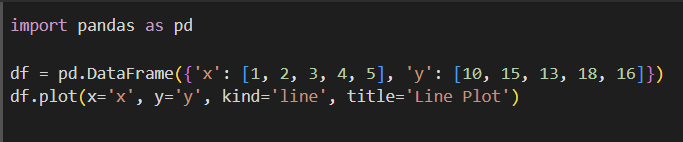 import pandas as pd
df = pd.DataFrame({'x': [1, 2, 3, 4, 5], 'y': [10, 15, 13, 18, 16]})
df.plot(x='x', y='y', kind='line', title='Line Plot')